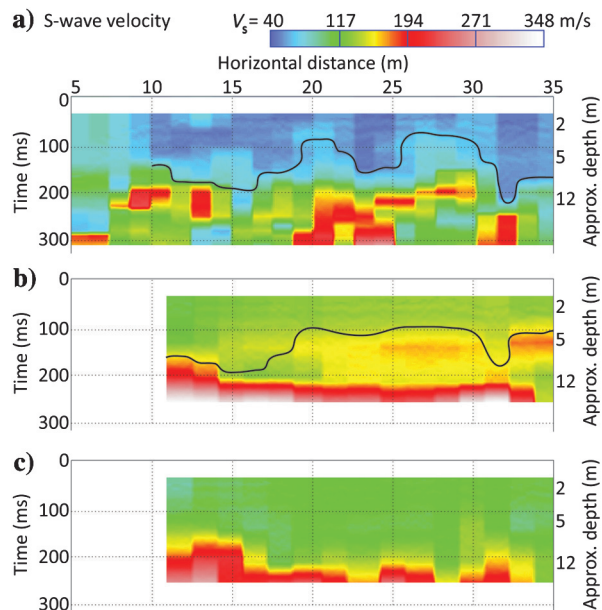 a) S-wave velocity Vs= 40 117 194 271 348 m/s
Horizontal distance (m)
5 10 15 20 25 30 35
0
100
200
300
Time (ms)
2
5
12
Approx. depth (m)
b)
0
100
200
300
Time (ms)
2
5
12
Approx. depth (m)
c)
0
100
200
300
Time (ms)
2
5
12
Approx. depth (m)